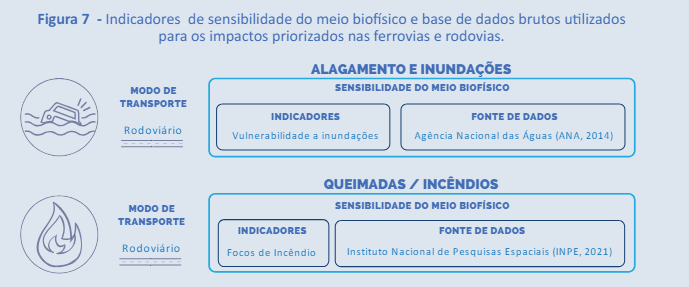 Figura 7 - Indicadores de sensibilidade do meio biofísico e base de dados brutos utilizados
para os impactos priorizados nas ferrovias e rodovias.
ALAGAMENTO E INUNDAÇÕES
SENSIBILIDADE DO MEIO BIOFÍSICO
MODO DE
TRANSPORTE
Rodoviário
INDICADORES
Vulnerabilidade a inundações
FONTE DE DADOS
Agência Nacional das Águas (ANA, 2014)
QUEIMADAS / INCÊNDIOS
SENSIBILIDADE DO MEIO BIOFÍSICO
MODO DE
TRANSPORTE
Rodoviário
INDICADORES
Focos de Incêndio
FONTE DE DADOS
Instituto Nacional de Pesquisas Espaciais (INPE, 2021)